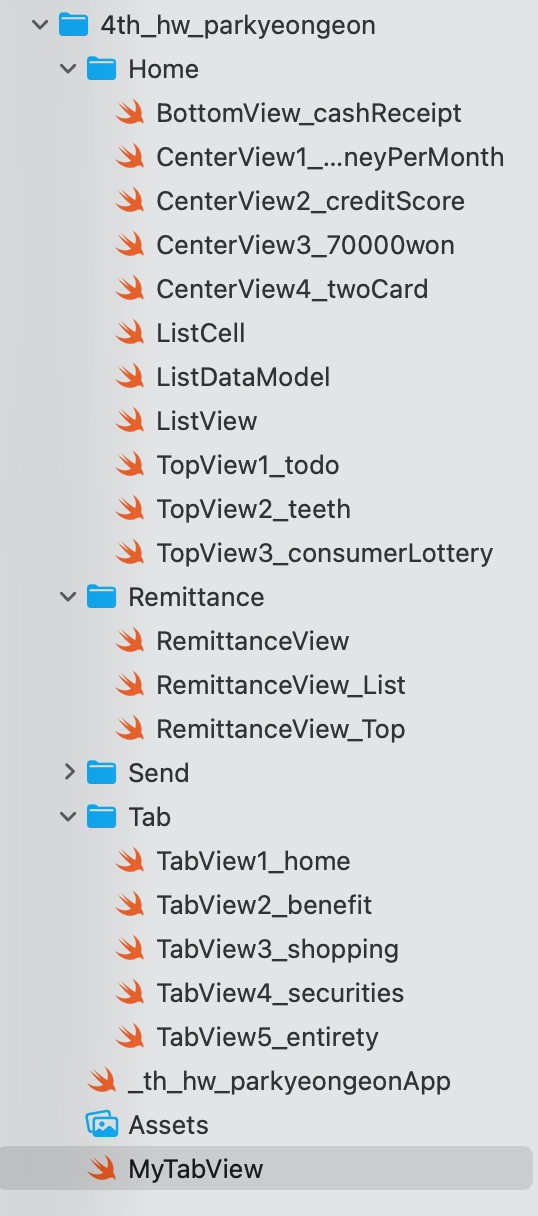 4th_hw_parkyeongeon
Home
BottomView_cashReceipt
CenterView1_...neyPerMonth
CenterView2_creditScore
CenterView3_70000won
CenterView4_twoCard
ListCell
ListDataModel
ListView
TopView1_todo
TopView2_teeth
TopView3_consumerLottery
Remittance
RemittanceView
RemittanceView_List
RemittanceView_Top
Send
Tab
TabView1_home
TabView2_benefit
TabView3_shopping
TabView4_securities
TabView5_entirety
_th_hw_parkyeongeonApp
Assets
MyTabView